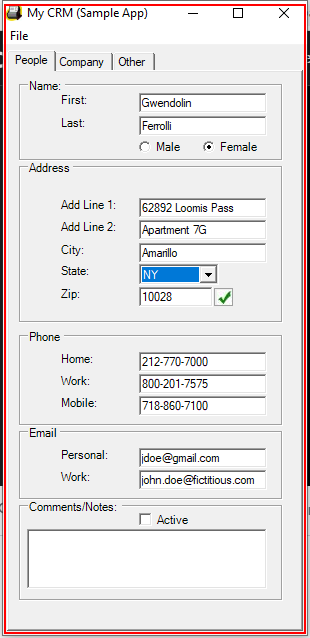 My CRM (Sample App)
File
People Company Other
Name:
First: Gwendolin
Last: Ferrolli
Male Female
Address
Add Line 1: 62892 Loomis Pass
Add Line 2: Apartment 7G
City: Amarillo
State: NY
Zip: 10028
Phone
Home: 212-770-7000
Work: 800-201-7575
Mobile: 718-860-7100
Email
Personal: jdoe@gmail.com
Work: john.doe@fictitious.com
Comments/Notes:
Active